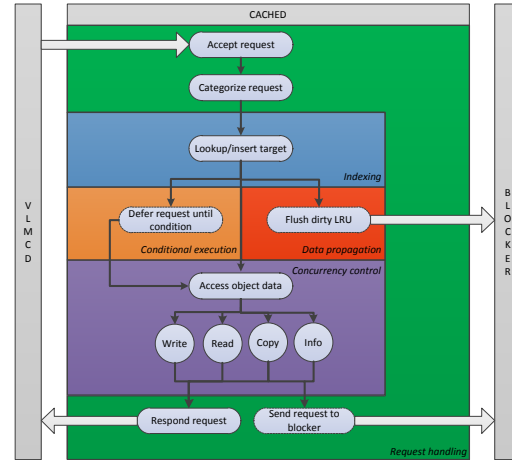 CACHED
Accept request
Categorize request
Lookup/insert target
Indexing
V
L
M
C
D
B
L
O
C
K
E
R
Defer request until
condition
Flush dirty LRU
Conditional execution
Data propagation
Concurrency control
Access object data
Write
Read
Copy
Info
Respond request
Send request to
blocker
Request handling